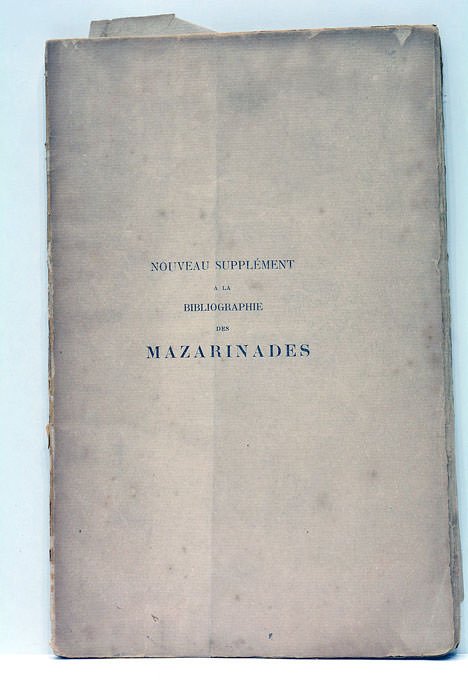 NOUVEAU SUPPLÉMENT
A LA
BIBLIOGRAPHIE
DES
MAZARINADES